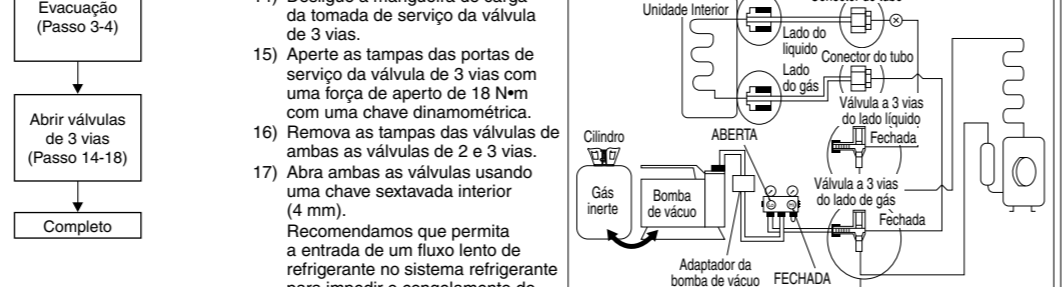 Evacuação
(Passo 3-4)
Abrir válvulas
de 3 vias
(Passo 14-18)
Completo
da tomada de serviço da válvula
de 3 vias.
15) Aperte as tampas das portas de
serviço da válvula de 3 vias com
uma força de aperto de 18 N•m
com uma chave dinamométrica.
16) Remova as tampas das válvulas de
ambas as válvulas de 2 e 3 vias.
17) Abra ambas as válvulas usando
uma chave sextavada interior
(4 mm).
Recomendamos que permita
a entrada de um fluxo lento de
refrigerante no sistema refrigerante
Unidade Interior
Lado do
liquido
Conector do tubo
Lado
do gás
Válvula a 3 vias
do lado líquido
Fechada
Cilindro
ABERTA
Gás
inerte
Bomba
de vácuo
Válvula a 3 vias
do lado de gás
Fechada
Adaptador da
bomba de vácuo
FECHADA